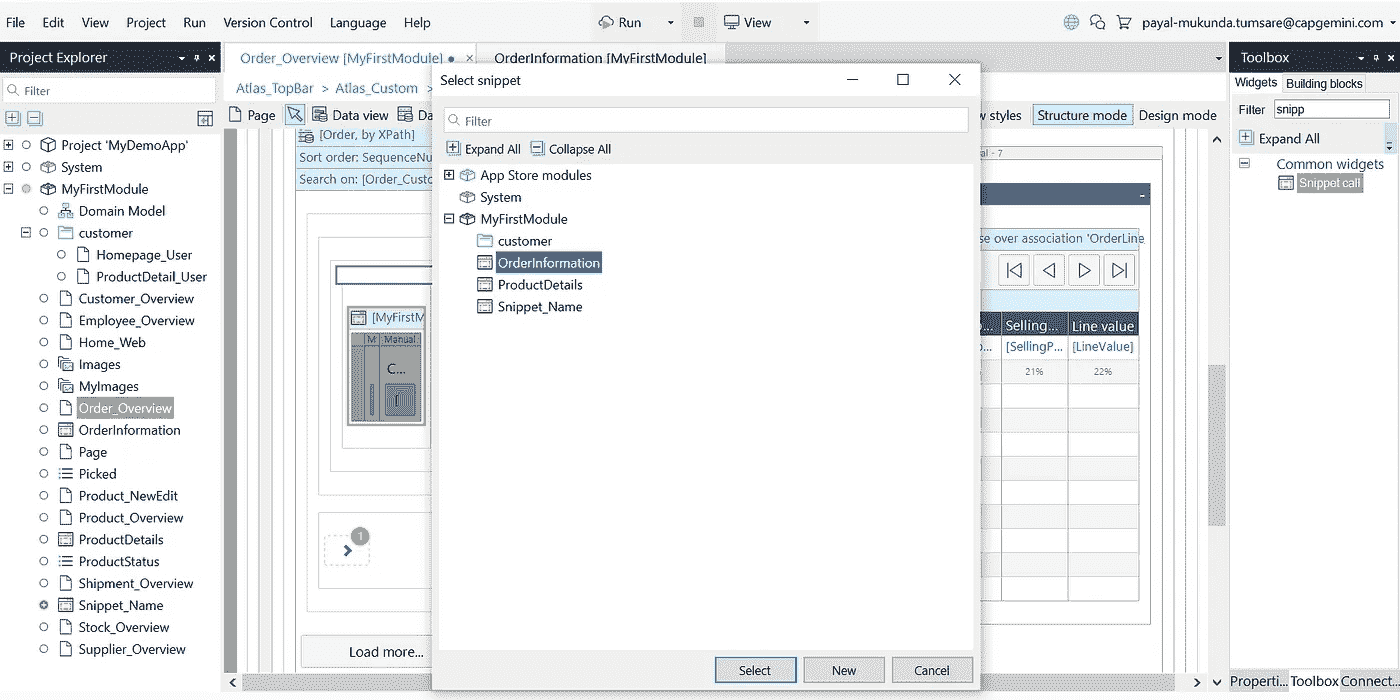 File Edit View Project Run Version Control Language Help Run View payal-mukunda.tumsare@capgemini.com
Project Explorer
Filter
Project 'MyDemoApp'
System
MyFirstModule
Domain Model
customer
Homepage_User
ProductDetail_User
Customer_Overview
Employee_Overview
Home_Web
Images
MyImages
Order_Overview
OrderInformation
Page
Picked
Product_NewEdit
Product_Overview
ProductDetails
ProductStatus
Shipment_Overview
Snippet_Name
Stock_Overview
Supplier_Overview
Order_Overview [MyFirstModule] OrderInformation [MyFirstModule]
Atlas_TopBar > Atlas_Custom >
Page Data view Da
w styles Structure mode Design mode
[Order, by XPath]
Sort order: SequenceNu
Search on: [Order_Custo
[MyFirstM
M Manual
C...
1
Load more...
Select snippet
Filter
Expand All Collapse All
App Store modules
System
MyFirstModule
customer
OrderInformation
ProductDetails
Snippet_Name
Select New Cancel
al - 7
se over association 'OrderLine_
Selling... Line value
[SellingP... [LineValue]
21% 22%
Toolbox
Widgets Building blocks
Filter snipp
Expand All
Common widgets
Snippet call
Properti... Toolbox Connect...